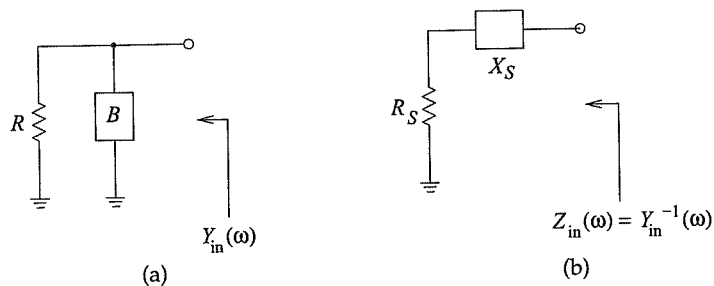 R
B
Y_in(ω)
(a)
X_S
R_S
Z_in(ω) = Y_in⁻¹(ω)
(b)